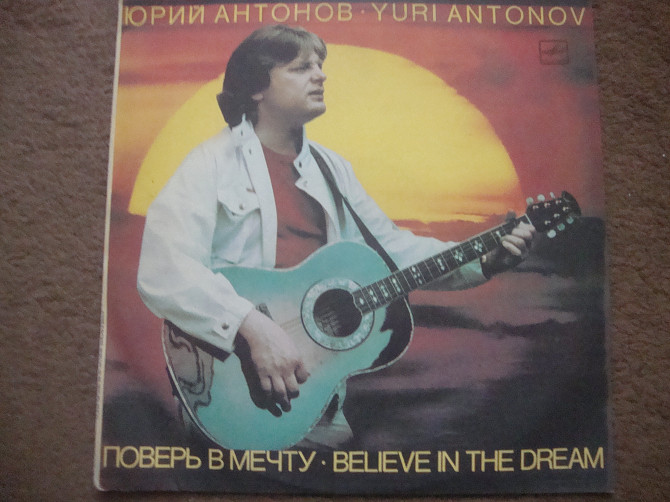 ЮРИЙ АНТОНОВ · YURI ANTONOV
ПОВЕРЬ В МЕЧТУ · BELIEVE IN THE DREAM